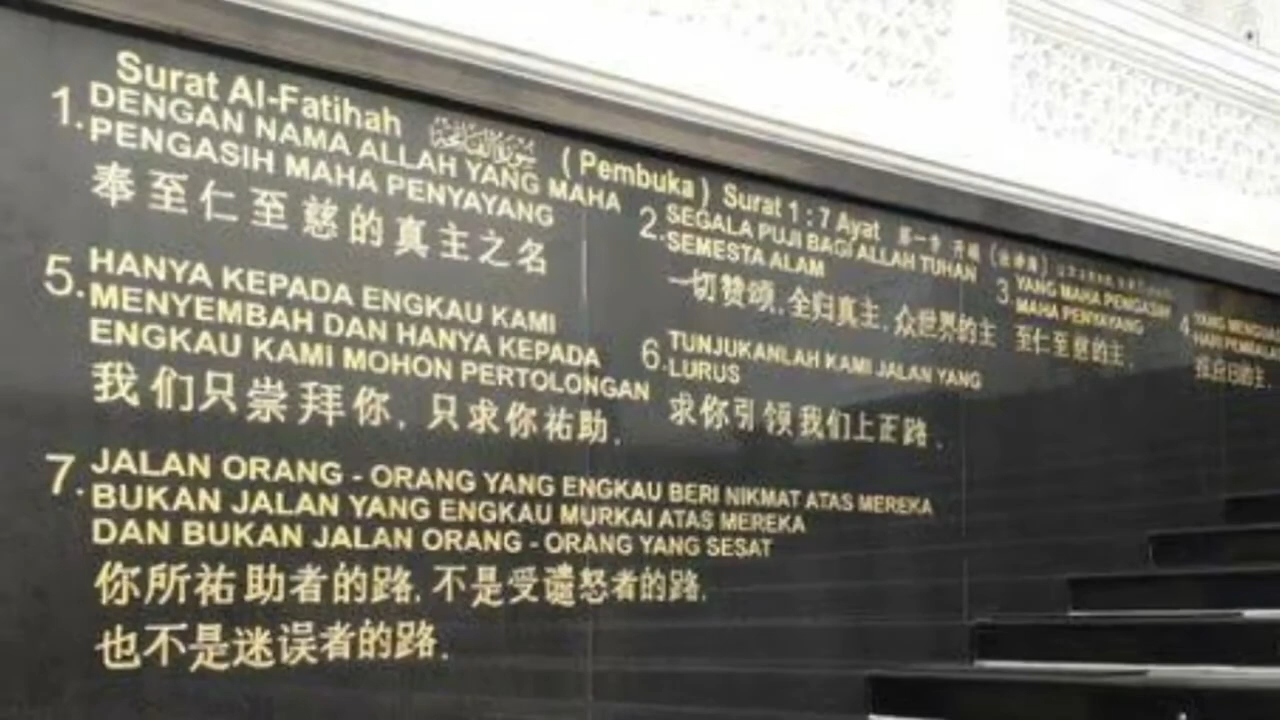 Surat Al-Fatihah سورة الفاتحة ( Pembuka ) Surat 1 : 7 Ayat 第一章 开端
1. DENGAN NAMA ALLAH YANG MAHA
PENGASIH MAHA PENYAYANG
奉至仁至慈的真主之名
2. SEGALA PUJI BAGI ALLAH TUHAN
SEMESTA ALAM
一切赞颂,全归真主,众世界的主
3. YANG MAHA PENGASIH
MAHA PENYAYANG
至仁至慈的主,
4. YANG
HARI
报应日的主,
5. HANYA KEPADA ENGKAU KAMI
MENYEMBAH DAN HANYA KEPADA
ENGKAU KAMI MOHON PERTOLONGAN
我们只崇拜你, 只求你祐助.
6. TUNJUKANLAH KAMI JALAN YANG
LURUS
求你引领我们上正路.
7. JALAN ORANG - ORANG YANG ENGKAU BERI NIKMAT ATAS MEREKA
BUKAN JALAN YANG ENGKAU MURKAI ATAS MEREKA
DAN BUKAN JALAN ORANG - ORANG YANG SESAT
你所祐助者的路,不是受谴怒者的路,
也不是迷误者的路.